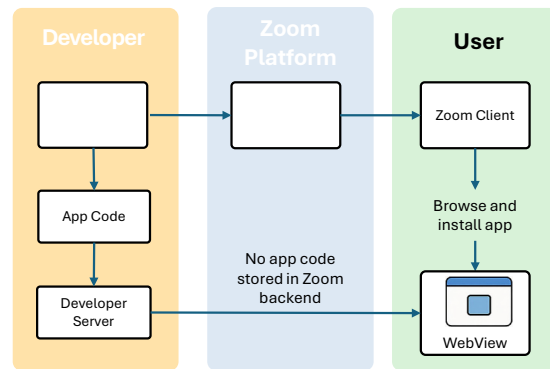 Developer
Zoom
Platform
User
Zoom Client
App Code
Browse and
install app
No app code
stored in Zoom
backend
Developer
Server
WebView